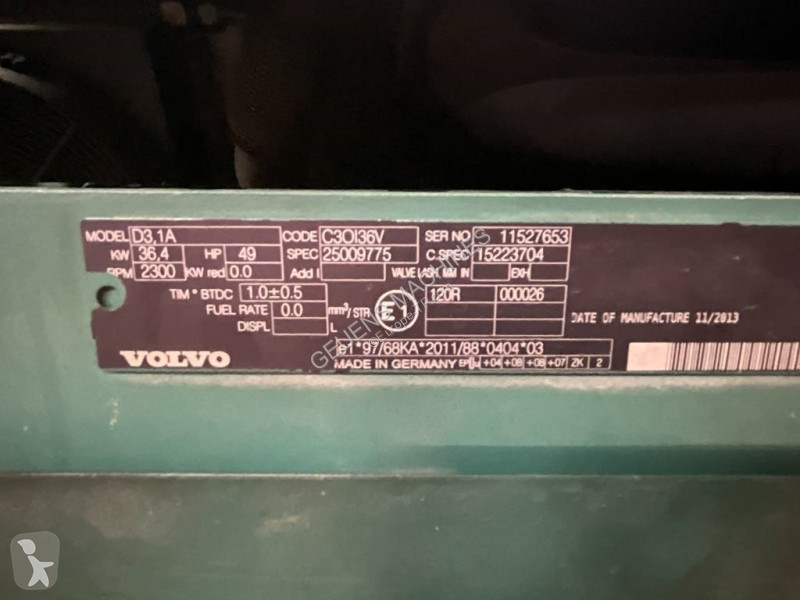 MODEL D3,1A CODE C3OI36V SER NO 11527653
KW 36,4 HP 49 SPEC 25009775 C.SPEC 15223704
RPM 2300 KW red 0.0 Add I VALVE LASH. MM IN EXH
TIM ° BTDC 1.0±0.5 120R 000026
FUEL RATE 0.0 mm³/STR E1
DISPL L
DATE OF MANUFACTURE 11/2013
VOLVO
e1*97/68KA*2011/88*0404*03
MADE IN GERMANY +04 +08 +08 +07 ZK 2
GEJIENS MACHINES